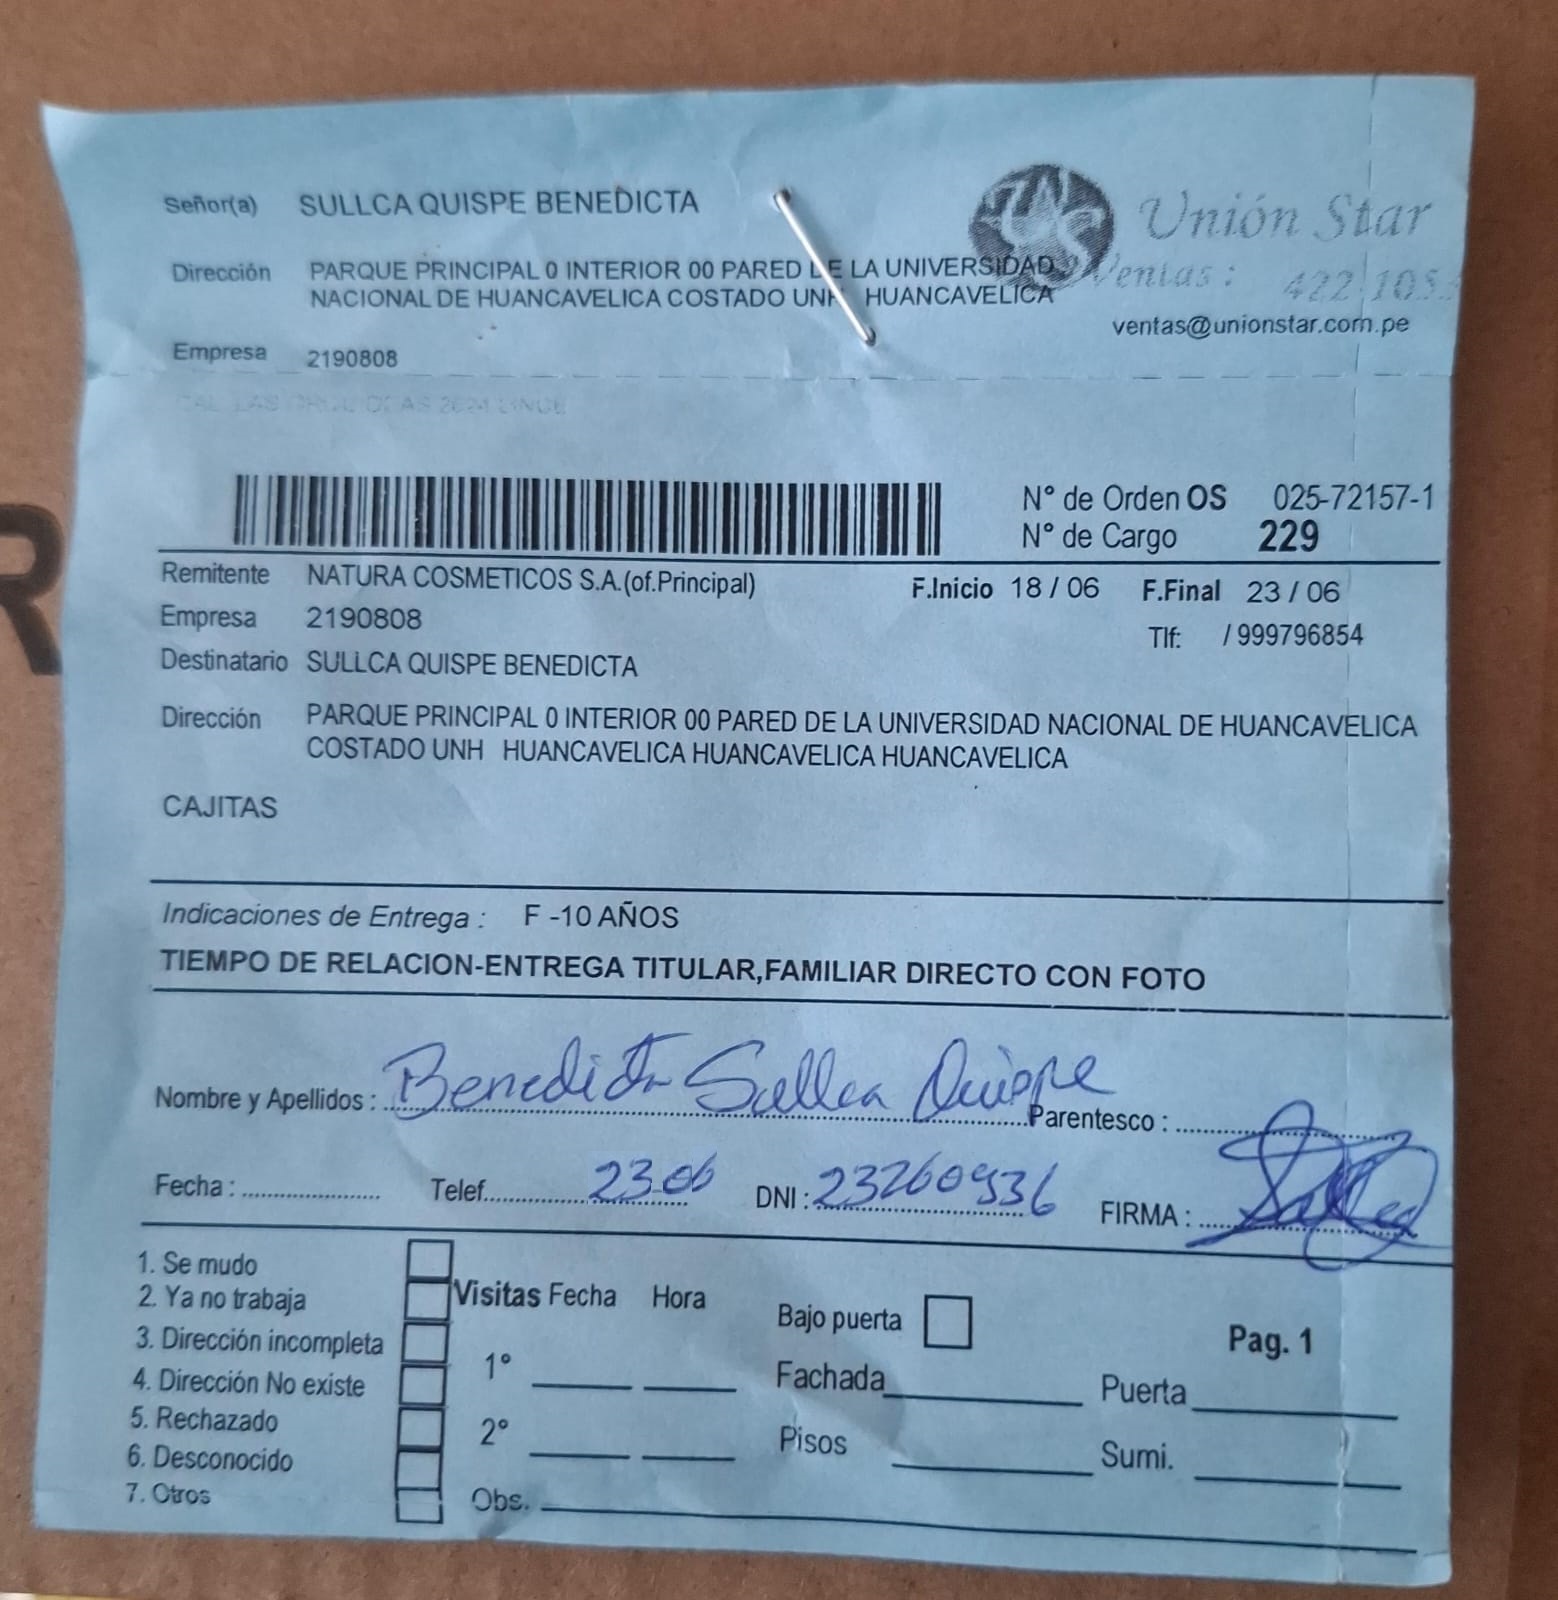 Señor(a) SULLCA QUISPE BENEDICTA
Unión Star
Dirección PARQUE PRINCIPAL 0 INTERIOR 00 PARED DE LA UNIVERSIDAD
NACIONAL DE HUANCAVELICA COSTADO UNH HUANCAVELICA
Ventas : 422 105
ventas@unionstar.com.pe
Empresa 2190808
N° de Orden OS 025-72157-1
N° de Cargo 229
Remitente NATURA COSMETICOS S.A.(of.Principal) F.Inicio 18 / 06 F.Final 23 / 06
Empresa 2190808 Tlf: / 999796854
Destinatario SULLCA QUISPE BENEDICTA
Dirección PARQUE PRINCIPAL 0 INTERIOR 00 PARED DE LA UNIVERSIDAD NACIONAL DE HUANCAVELICA
COSTADO UNH HUANCAVELICA HUANCAVELICA HUANCAVELICA
CAJITAS
Indicaciones de Entrega : F -10 AÑOS
TIEMPO DE RELACION-ENTREGA TITULAR,FAMILIAR DIRECTO CON FOTO
Nombre y Apellidos : Benedicta Sullca Quispe Parentesco :
Fecha : Telef. 23.06 DNI : 23260936 FIRMA :
1. Se mudo
2. Ya no trabaja
3. Dirección incompleta
4. Dirección No existe
5. Rechazado
6. Desconocido
7. Otros
Visitas Fecha Hora
1°
2°
Obs.
Bajo puerta
Pag. 1
Fachada Puerta
Pisos Sumi.
R